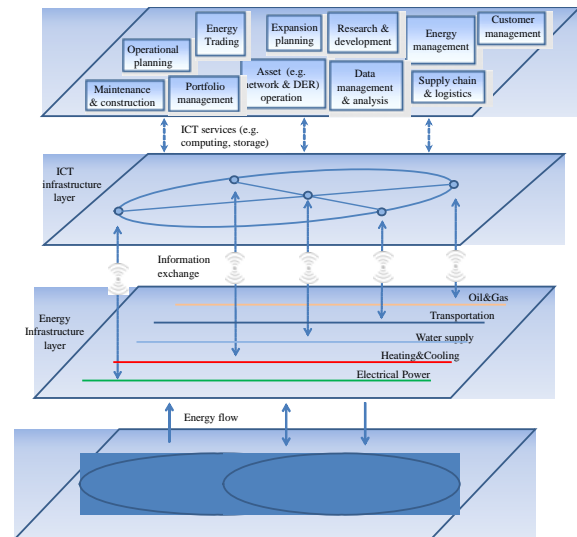 Energy
Trading
Expansion
planning
Research &
development
Energy
management
Customer
management
Operational
planning
Maintenance
& construction
Portfolio
management
Asset (e.g.
network & DER)
operation
Data
management
& analysis
Supply chain
& logistics
ICT services (e.g.
computing, storage)
ICT
infrastructure
layer
Information
exchange
Energy
Infrastructure
layer
Oil&Gas
Transportation
Water supply
Heating&Cooling
Electrical Power
Energy flow